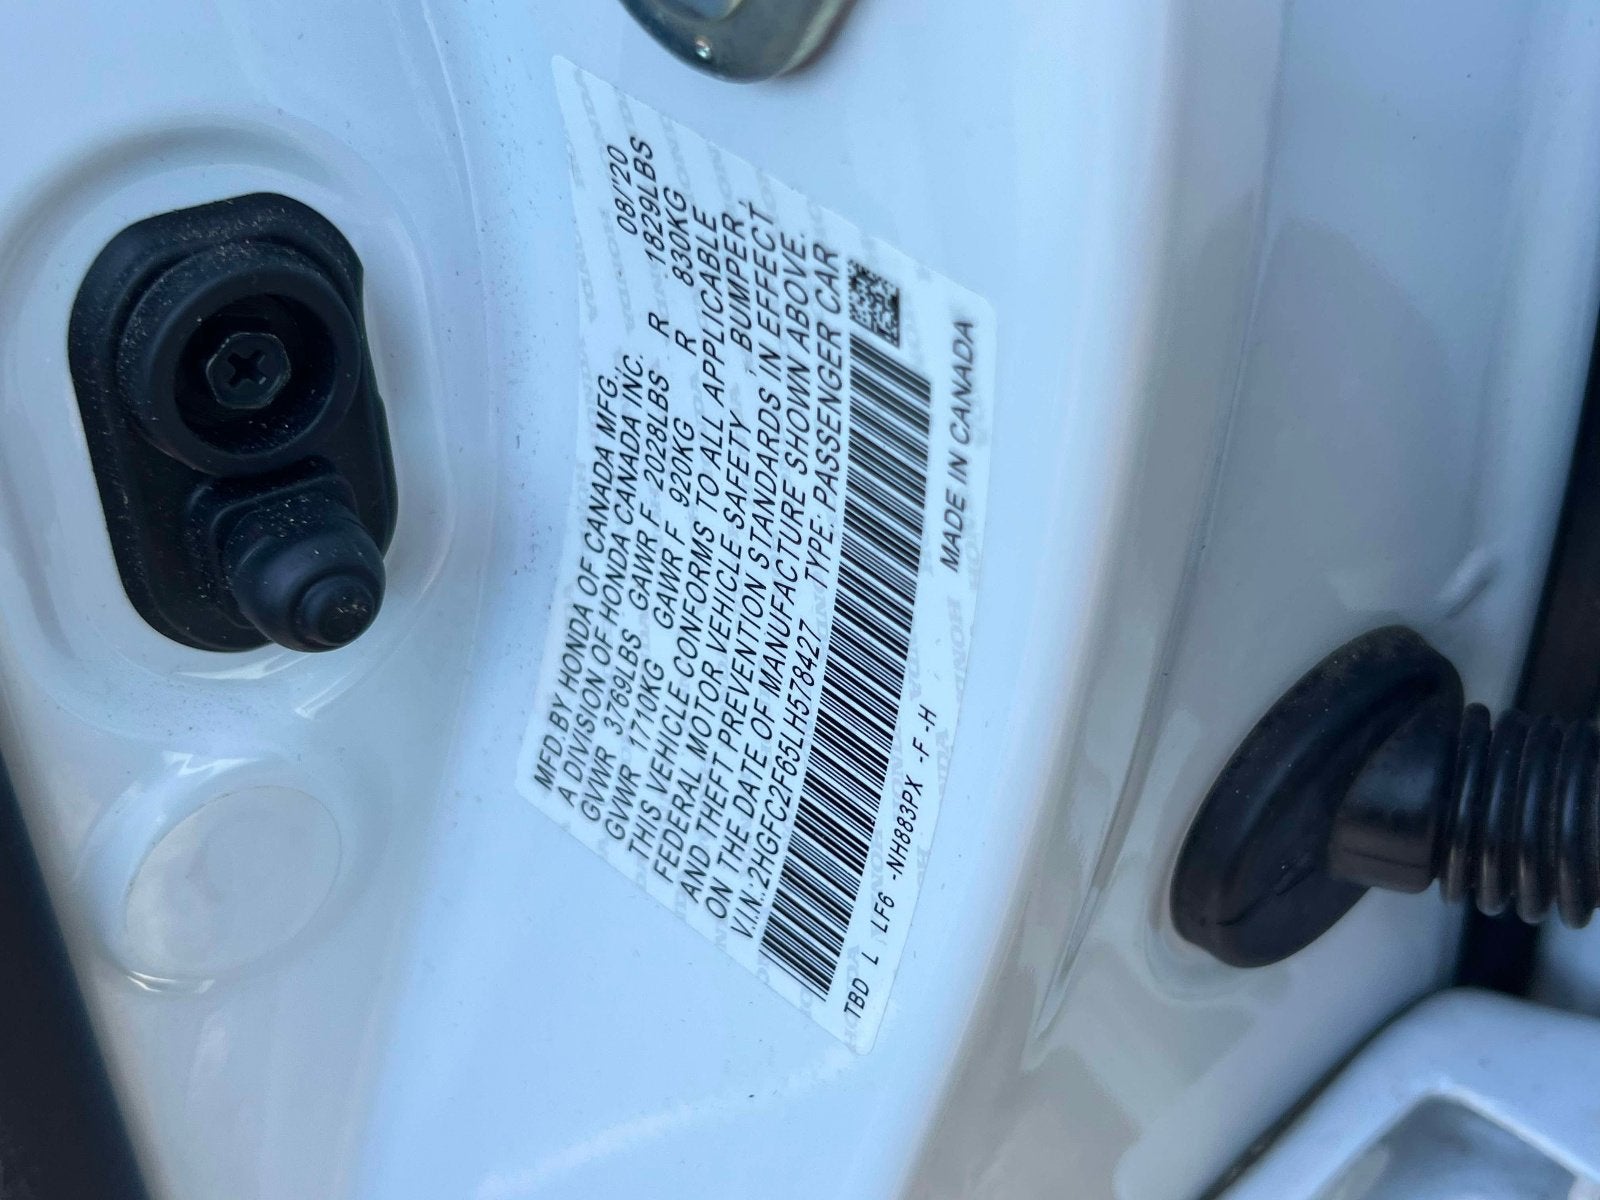 MFD BY HONDA OF CANADA MFG., 08/'20
A DIVISION OF HONDA CANADA INC.
GVWR 3769LBS GAWR F 2028LBS R 1829LBS
GVWR 1710KG GAWR F 920KG R 830KG
THIS VEHICLE CONFORMS TO ALL APPLICABLE
FEDERAL MOTOR VEHICLE SAFETY, BUMPER,
AND THEFT PREVENTION STANDARDS IN EFFECT
ON THE DATE OF MANUFACTURE SHOWN ABOVE.
V.I.N.:2HGFC2F65LH578427 TYPE: PASSENGER CAR
TBD L LF6 -NH883PX -F-H MADE IN CANADA